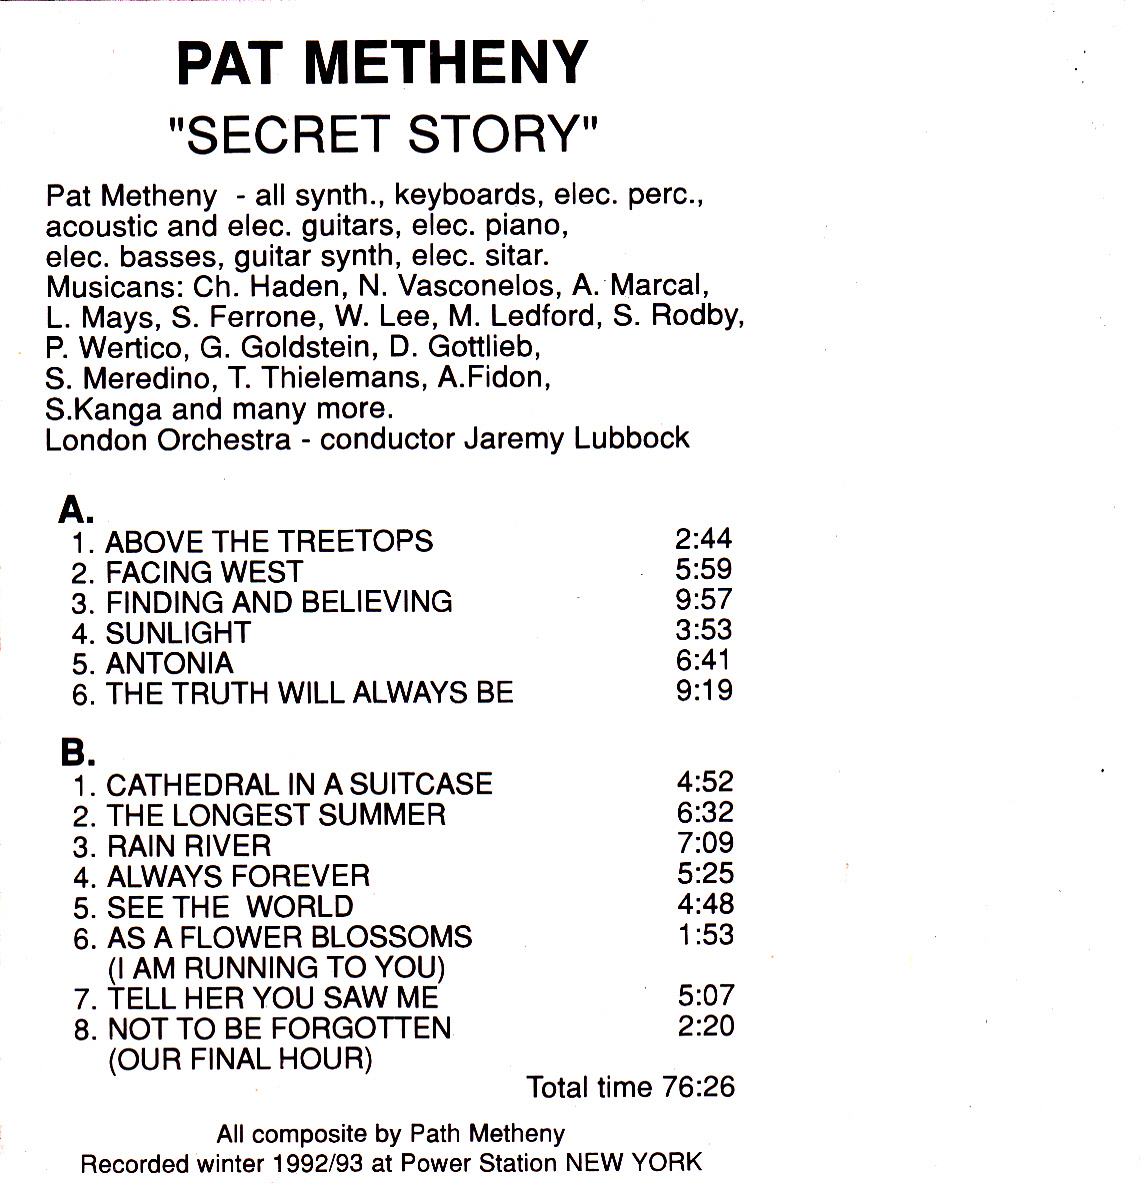 PAT METHENY
"SECRET STORY"
Pat Metheny - all synth., keyboards, elec. perc.,
acoustic and elec. guitars, elec. piano,
elec. basses, guitar synth, elec. sitar.
Musicans: Ch. Haden, N. Vasconelos, A. Marcal,
L. Mays, S. Ferrone, W. Lee, M. Ledford, S. Rodby,
P. Wertico, G. Goldstein, D. Gottlieb,
S. Meredino, T. Thielemans, A.Fidon,
S.Kanga and many more.
London Orchestra - conductor Jaremy Lubbock
A.
1. ABOVE THE TREETOPS 2:44
2. FACING WEST 5:59
3. FINDING AND BELIEVING 9:57
4. SUNLIGHT 3:53
5. ANTONIA 6:41
6. THE TRUTH WILL ALWAYS BE 9:19
B.
1. CATHEDRAL IN A SUITCASE 4:52
2. THE LONGEST SUMMER 6:32
3. RAIN RIVER 7:09
4. ALWAYS FOREVER 5:25
5. SEE THE WORLD 4:48
6. AS A FLOWER BLOSSOMS 1:53
(I AM RUNNING TO YOU)
7. TELL HER YOU SAW ME 5:07
8. NOT TO BE FORGOTTEN 2:20
(OUR FINAL HOUR)
Total time 76:26
All composite by Path Metheny
Recorded winter 1992/93 at Power Station NEW YORK